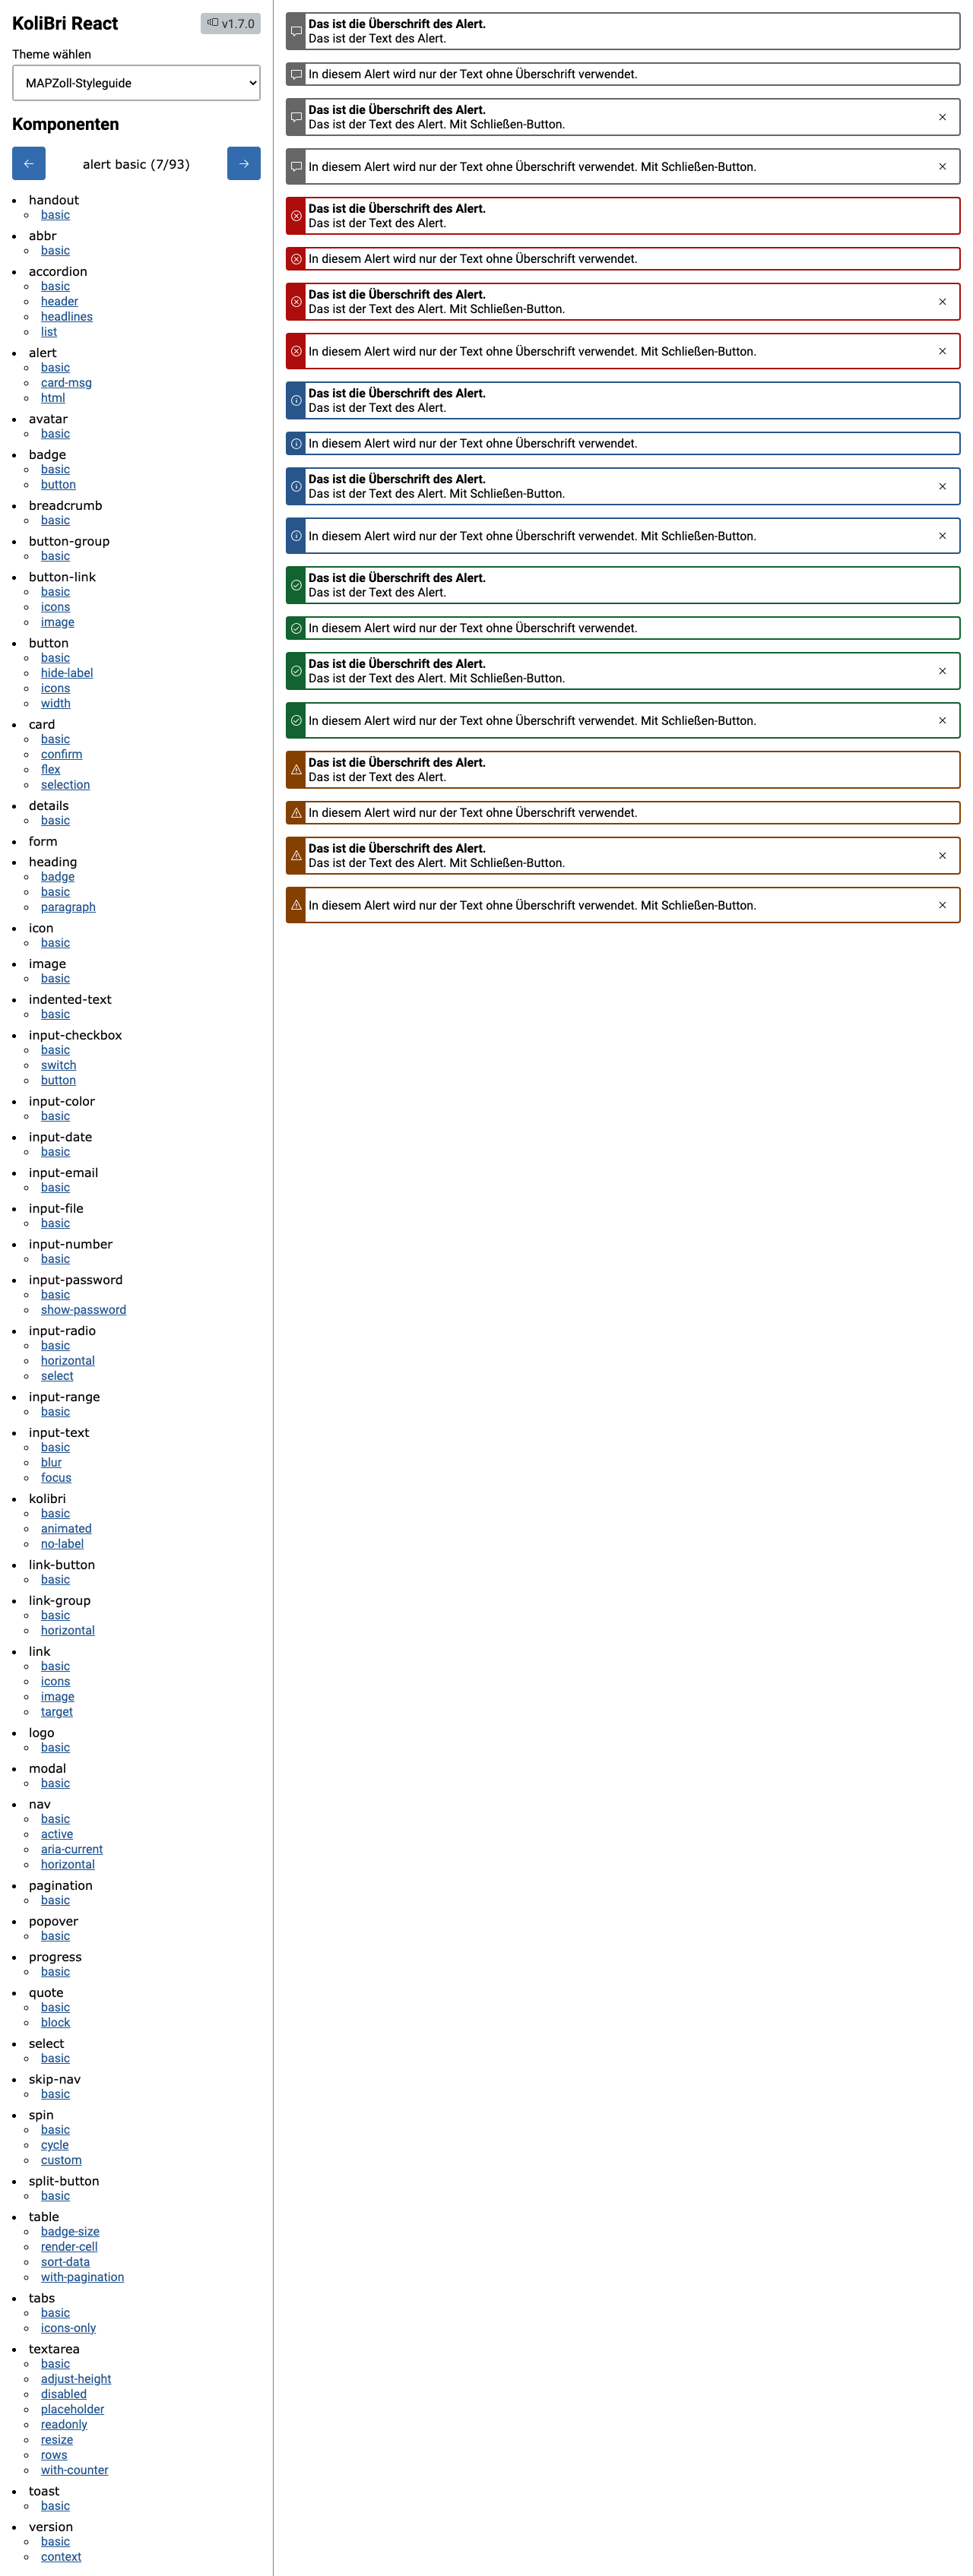 KoliBri React
v1.7.0
Theme wählen
MAPZoll-Styleguide
Komponenten
alert basic (7/93)
handout
basic
abbr
basic
accordion
basic
header
headlines
list
alert
basic
card-msg
html
avatar
basic
badge
basic
button
breadcrumb
basic
button-group
basic
button-link
basic
icons
image
button
basic
hide-label
icons
width
card
basic
confirm
flex
selection
details
basic
form
heading
badge
basic
paragraph
icon
basic
image
basic
indented-text
basic
input-checkbox
basic
switch
button
input-color
basic
input-date
basic
input-email
basic
input-file
basic
input-number
basic
input-password
basic
show-password
input-radio
basic
horizontal
select
input-range
basic
input-text
basic
blur
focus
kolibri
basic
animated
no-label
link-button
basic
link-group
basic
horizontal
link
basic
icons
image
target
logo
basic
modal
basic
nav
basic
active
aria-current
horizontal
pagination
basic
popover
basic
progress
basic
quote
basic
block
select
basic
skip-nav
basic
spin
basic
cycle
custom
split-button
basic
table
badge-size
render-cell
sort-data
with-pagination
tabs
basic
icons-only
textarea
basic
adjust-height
disabled
placeholder
readonly
resize
rows
with-counter
toast
basic
version
basic
context
Das ist die Überschrift des Alert.
Das ist der Text des Alert.
In diesem Alert wird nur der Text ohne Überschrift verwendet.
Das ist die Überschrift des Alert.
Das ist der Text des Alert. Mit Schließen-Button.
In diesem Alert wird nur der Text ohne Überschrift verwendet. Mit Schließen-Button.
Das ist die Überschrift des Alert.
Das ist der Text des Alert.
In diesem Alert wird nur der Text ohne Überschrift verwendet.
Das ist die Überschrift des Alert.
Das ist der Text des Alert. Mit Schließen-Button.
In diesem Alert wird nur der Text ohne Überschrift verwendet. Mit Schließen-Button.
Das ist die Überschrift des Alert.
Das ist der Text des Alert.
In diesem Alert wird nur der Text ohne Überschrift verwendet.
Das ist die Überschrift des Alert.
Das ist der Text des Alert. Mit Schließen-Button.
In diesem Alert wird nur der Text ohne Überschrift verwendet. Mit Schließen-Button.
Das ist die Überschrift des Alert.
Das ist der Text des Alert.
In diesem Alert wird nur der Text ohne Überschrift verwendet.
Das ist die Überschrift des Alert.
Das ist der Text des Alert. Mit Schließen-Button.
In diesem Alert wird nur der Text ohne Überschrift verwendet. Mit Schließen-Button.
Das ist die Überschrift des Alert.
Das ist der Text des Alert.
In diesem Alert wird nur der Text ohne Überschrift verwendet.
Das ist die Überschrift des Alert.
Das ist der Text des Alert. Mit Schließen-Button.
In diesem Alert wird nur der Text ohne Überschrift verwendet. Mit Schließen-Button.